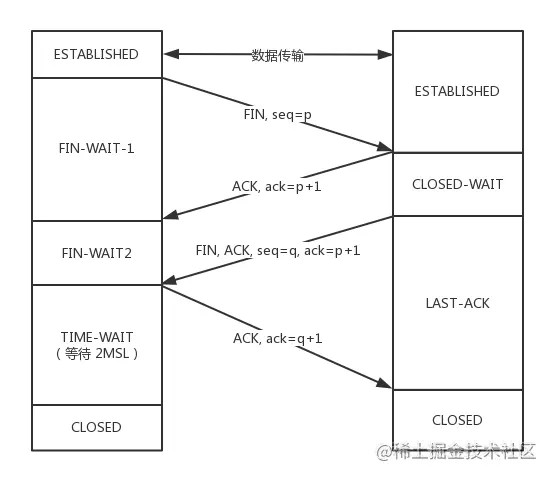 ESTABLISHED
数据传输
ESTABLISHED
FIN, seq=p
FIN-WAIT-1
ACK, ack=p+1
CLOSED-WAIT
FIN-WAIT2
FIN, ACK, seq=q, ack=p+1
LAST-ACK
TIME-WAIT
（等待 2MSL）
ACK, ack=q+1
CLOSED
CLOSED
@稀土掘金技术社区